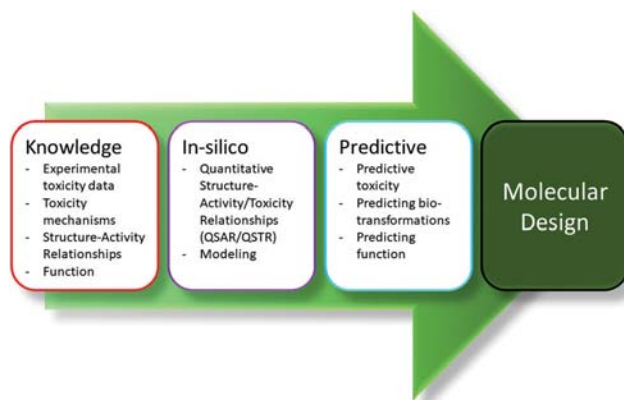 Knowledge
- Experimental
toxicity data
- Toxicity
mechanisms
- Structure-Activity
Relationships
- Function
In-silico
- Quantitative
Structure-
Activity/Toxicity
Relationships
(QSAR/QSTR)
- Modeling
Predictive
- Predictive
toxicity
- Predicting bio-
transformations
- Predicting
function
Molecular
Design